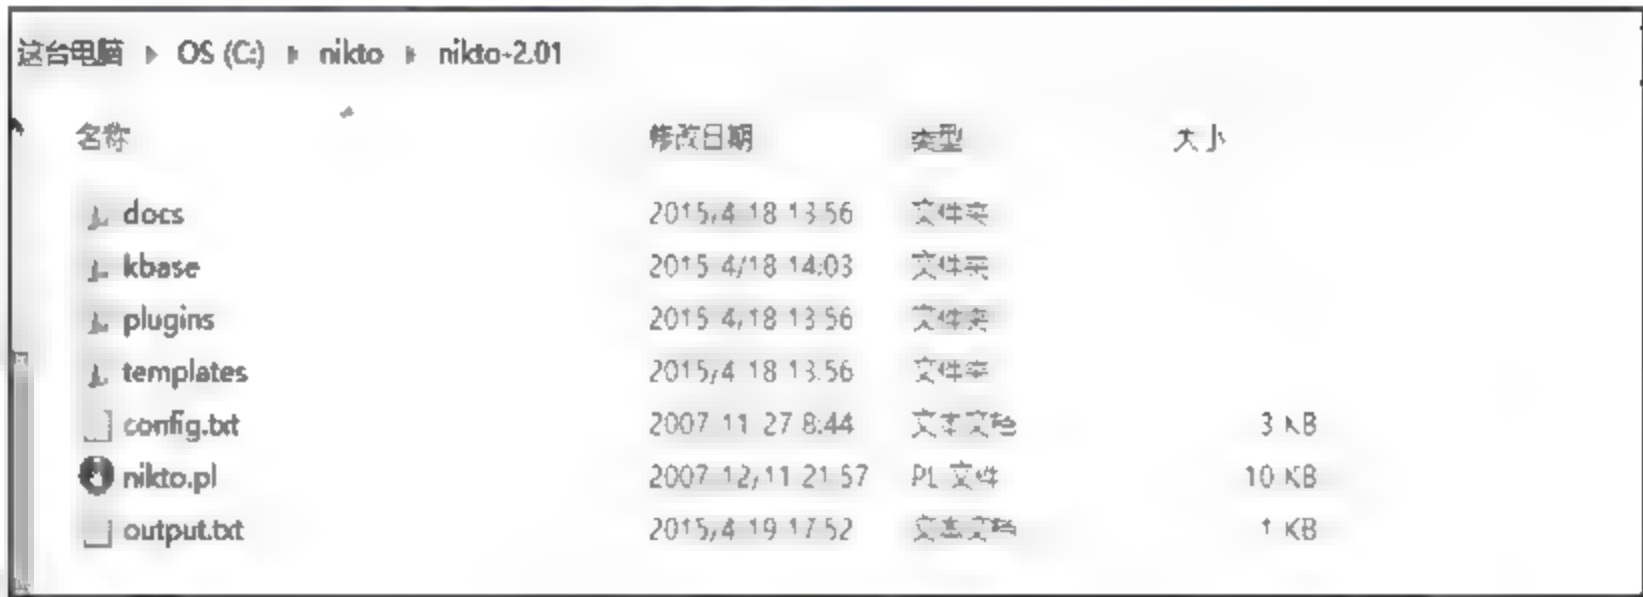 这台电脑 ▸ OS (C:) ▸ nikto ▸ nikto-2.01
名称 修改日期 类型 大小
docs 2015/4/18 13:56 文件夹
kbase 2015/4/18 14:03 文件夹
plugins 2015/4/18 13:56 文件夹
templates 2015/4/18 13:56 文件夹
config.txt 2007/11/27 8:44 文本文档 3 KB
nikto.pl 2007/12/11 21:57 PL 文件 10 KB
output.txt 2015/4/19 17:52 文本文档 1 KB